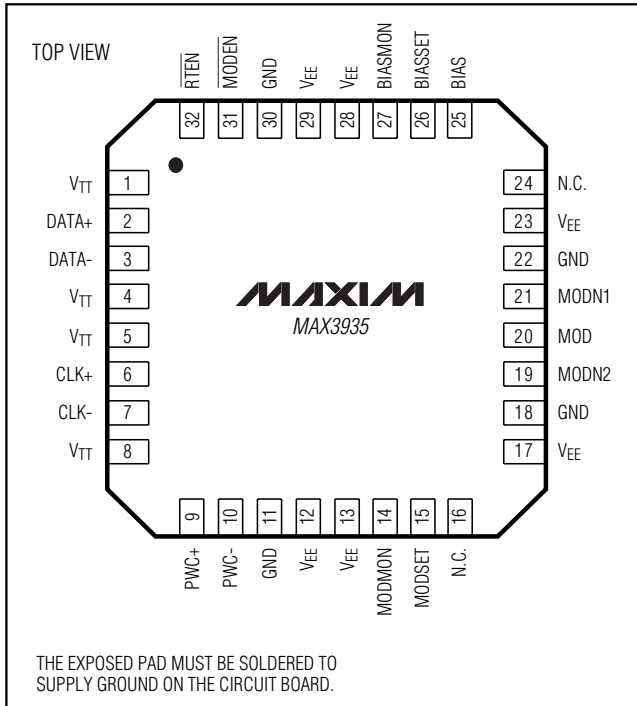 TOP VIEW
RTEN
MODEN
GND
VEE
VEE
BIASMON
BIASSET
BIAS
32
31
30
29
28
27
26
25
VTT 1
DATA+ 2
DATA- 3
VTT 4
VTT 5
CLK+ 6
CLK- 7
VTT 8
MAXIM
MAX3935
24 N.C.
23 VEE
22 GND
21 MODN1
20 MOD
19 MODN2
18 GND
17 VEE
9
10
11
12
13
14
15
16
PWC+
PWC-
GND
VEE
VEE
MODMON
MODSET
N.C.
THE EXPOSED PAD MUST BE SOLDERED TO
SUPPLY GROUND ON THE CIRCUIT BOARD.